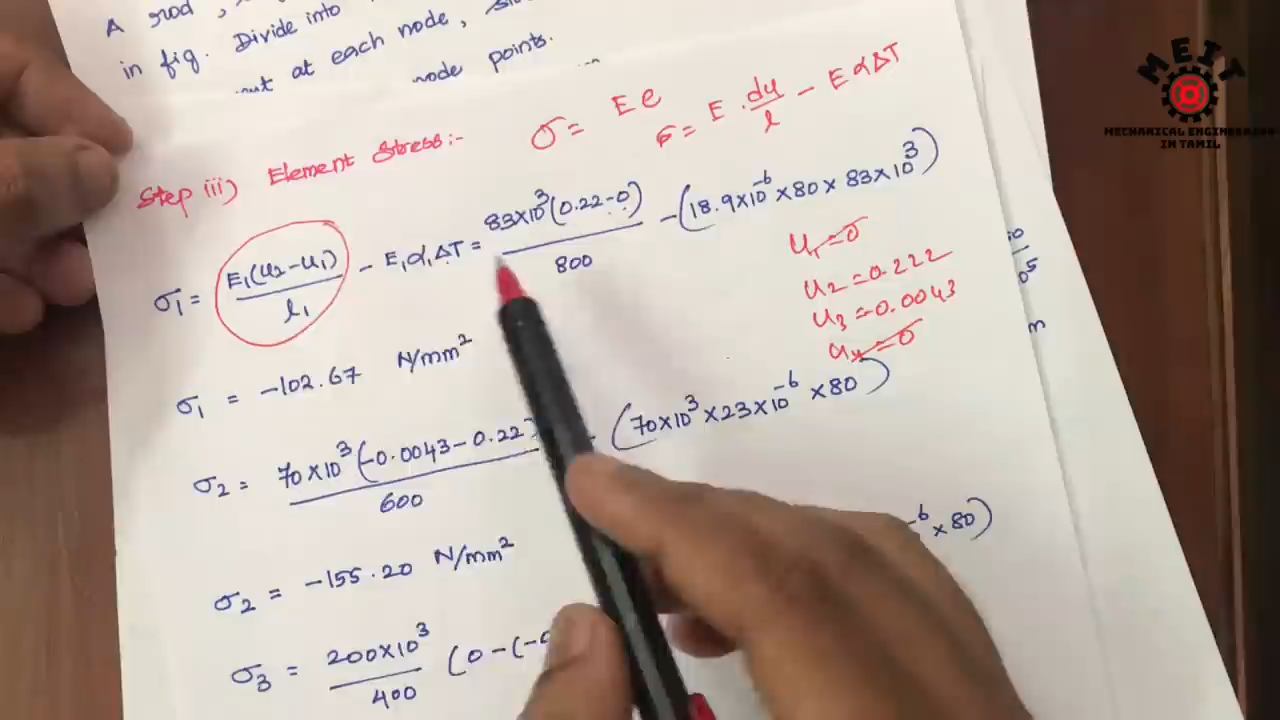 A rod,
in fig. Divide into
at each node,
node points.
MEIT
MECHANICAL ENGINEERING
IN TAMIL
Step iii) Element Stress:-
σ = E e
σ = E . du/l - E α ΔT
σ₁ = E₁(u₂-u₁)/l₁ - E₁α₁ΔT = 83×10³(0.22-0)/800 - (18.9×10⁻⁶×80×83×10³)
u₁=0
u₂=0.222
u₃=-0.0043
u₄=0
σ₁ = -102.67 N/mm²
σ₂ = 70×10³(-0.0043-0.22)/600 - (70×10³×23×10⁻⁶×80)
σ₂ = -155.20 N/mm²
⁻⁶×80)
σ₃ = 200×10³/400 (0-(-0